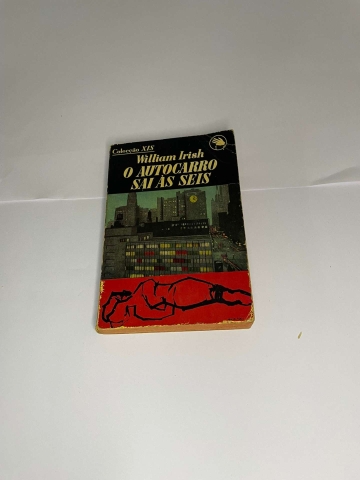 Colecção XIS
William Irish
O AUTOCARRO
SAI ÀS SEIS